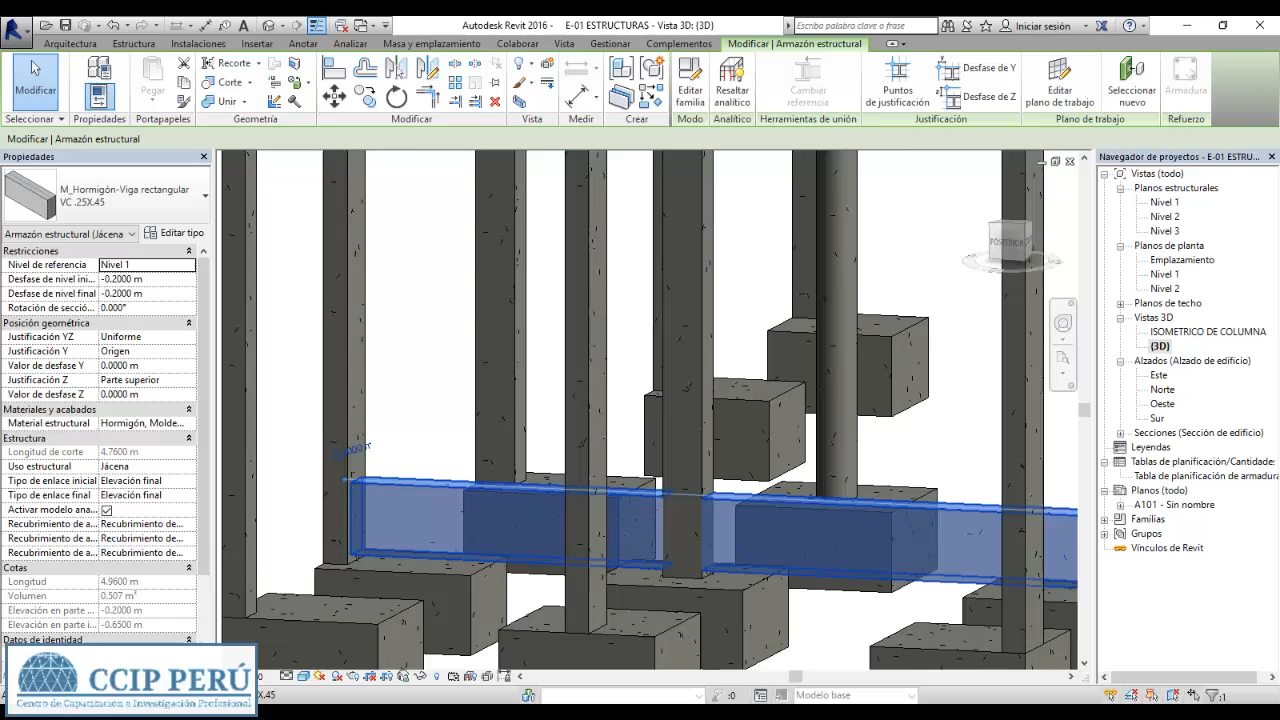 Autodesk Revit 2016 - E-01 ESTRUCTURAS - Vista 3D: {3D}
Escriba palabra clave o frase
Iniciar sesión
Arquitectura Estructura Instalaciones Insertar Anotar Analizar Masa y emplazamiento Colaborar Vista Gestionar Complementos Modificar | Armazón estructural
Modificar
Pegar
Recorte
Corte
Unir
Editar familia
Resaltar analítico
Cambiar referencia
Puntos de justificación
Desfase de Y
Desfase de Z
Editar plano de trabajo
Seleccionar nuevo
Armadura
Seleccionar Propiedades Portapapeles Geometría Modificar Vista Medir Crear Modo Analítico Herramientas de unión Justificación Plano de trabajo Refuerzo
Modificar | Armazón estructural
Propiedades
M_Hormigón-Viga rectangular
VC .25X.45
Armazón estructural (Jácena
Editar tipo
Restricciones
Nivel de referencia Nivel 1
Desfase de nivel ini... -0.2000 m
Desfase de nivel final -0.2000 m
Rotación de secció... 0.000°
Posición geométrica
Justificación YZ Uniforme
Justificación Y Origen
Valor de desfase Y 0.0000 m
Justificación Z Parte superior
Valor de desfase Z 0.0000 m
Materiales y acabados
Material estructural Hormigón, Molde...
Estructura
Longitud de corte 4.7600 m
Uso estructural Jácena
Tipo de enlace inicial Elevación final
Tipo de enlace final Elevación final
Activar modelo ana...
Recubrimiento de a... Recubrimiento de...
Recubrimiento de a... Recubrimiento de...
Recubrimiento de a... Recubrimiento de...
Cotas
Longitud 4.9600 m
Volumen 0.507 m³
Elevación en parte ... -0.2000 m
Elevación en parte i... -0.6500 m
Datos de identidad
CCIP PERÚ
Centro de Capacitación e Investigación Profesional
X.45
:0
Modelo base
:1
Navegador de proyectos - E-01 ESTRU...
Vistas (todo)
Planos estructurales
Nivel 1
Nivel 2
Nivel 3
Planos de planta
Emplazamiento
Nivel 1
Nivel 2
Planos de techo
Vistas 3D
ISOMETRICO DE COLUMNA
{3D}
Alzados (Alzado de edificio)
Este
Norte
Oeste
Sur
Secciones (Sección de edificio)
Leyendas
Tablas de planificación/Cantidade:
Tabla de planificación de armadura
Planos (todo)
A101 - Sin nombre
Familias
Grupos
Vínculos de Revit